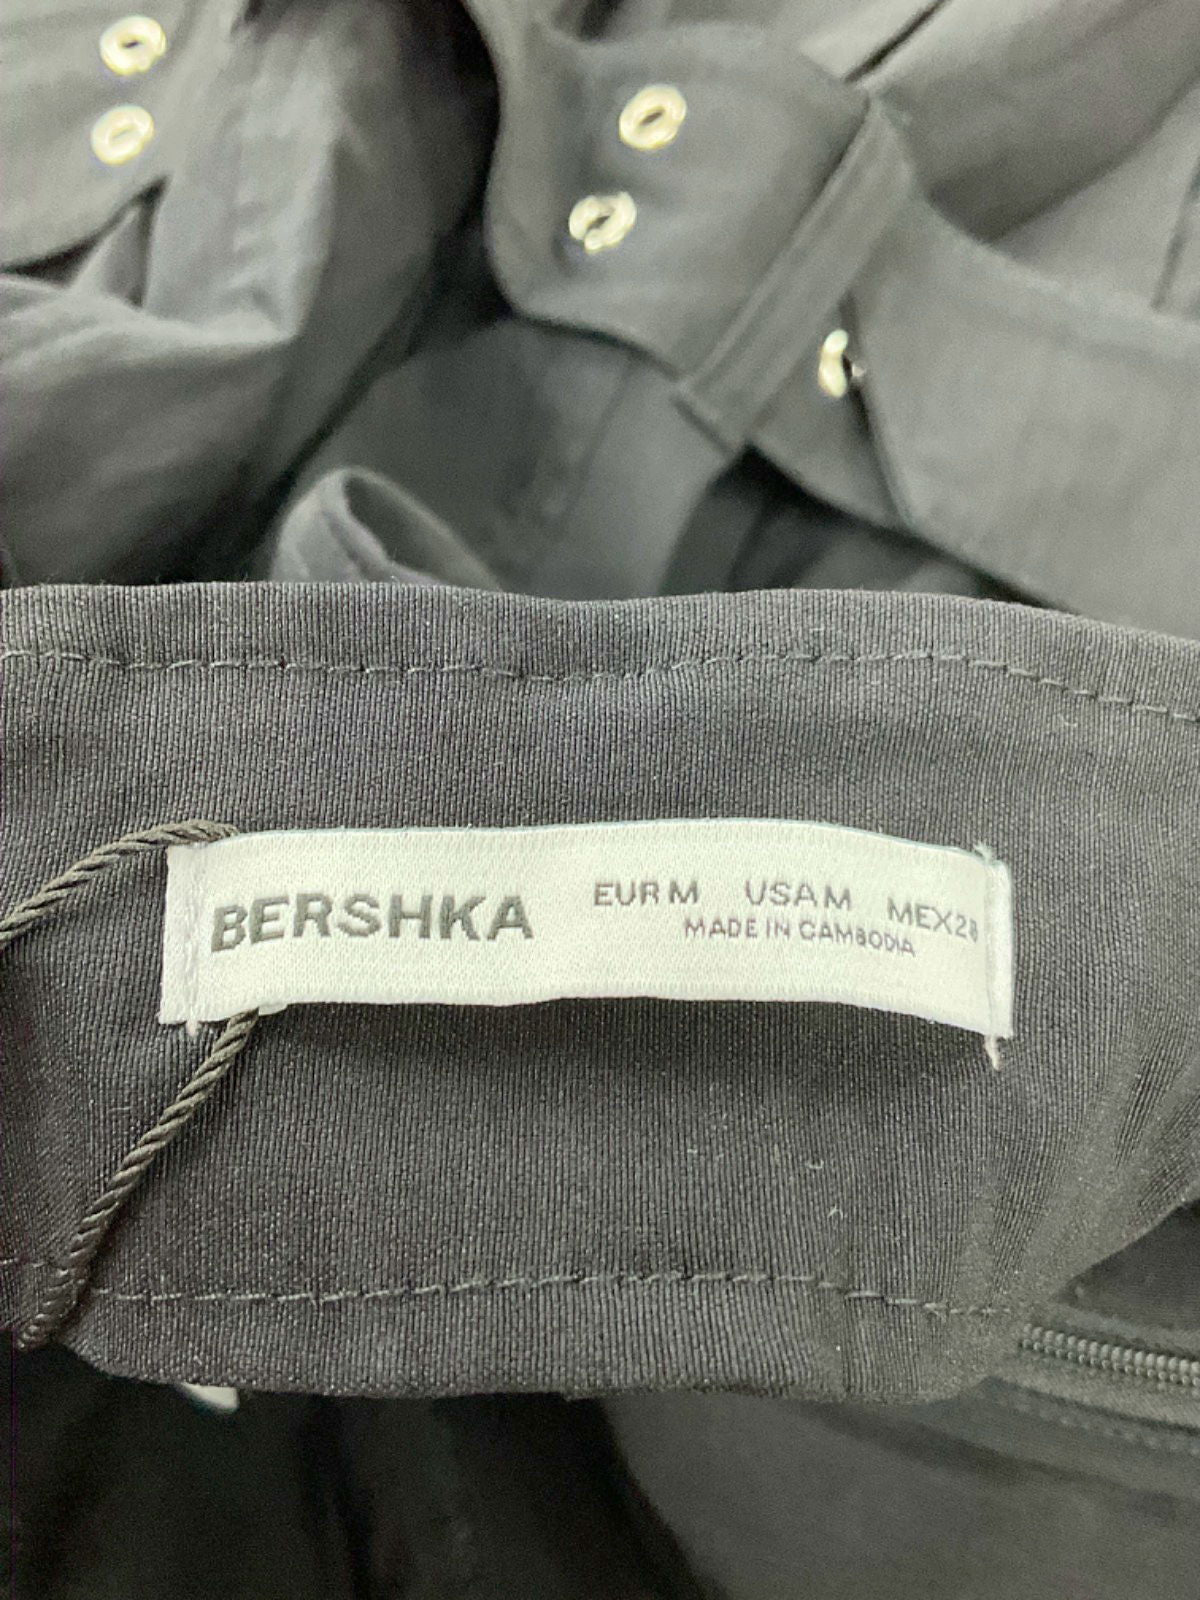 BERSHKA
EUR M USA M MEX 28
MADE IN CAMBODIA